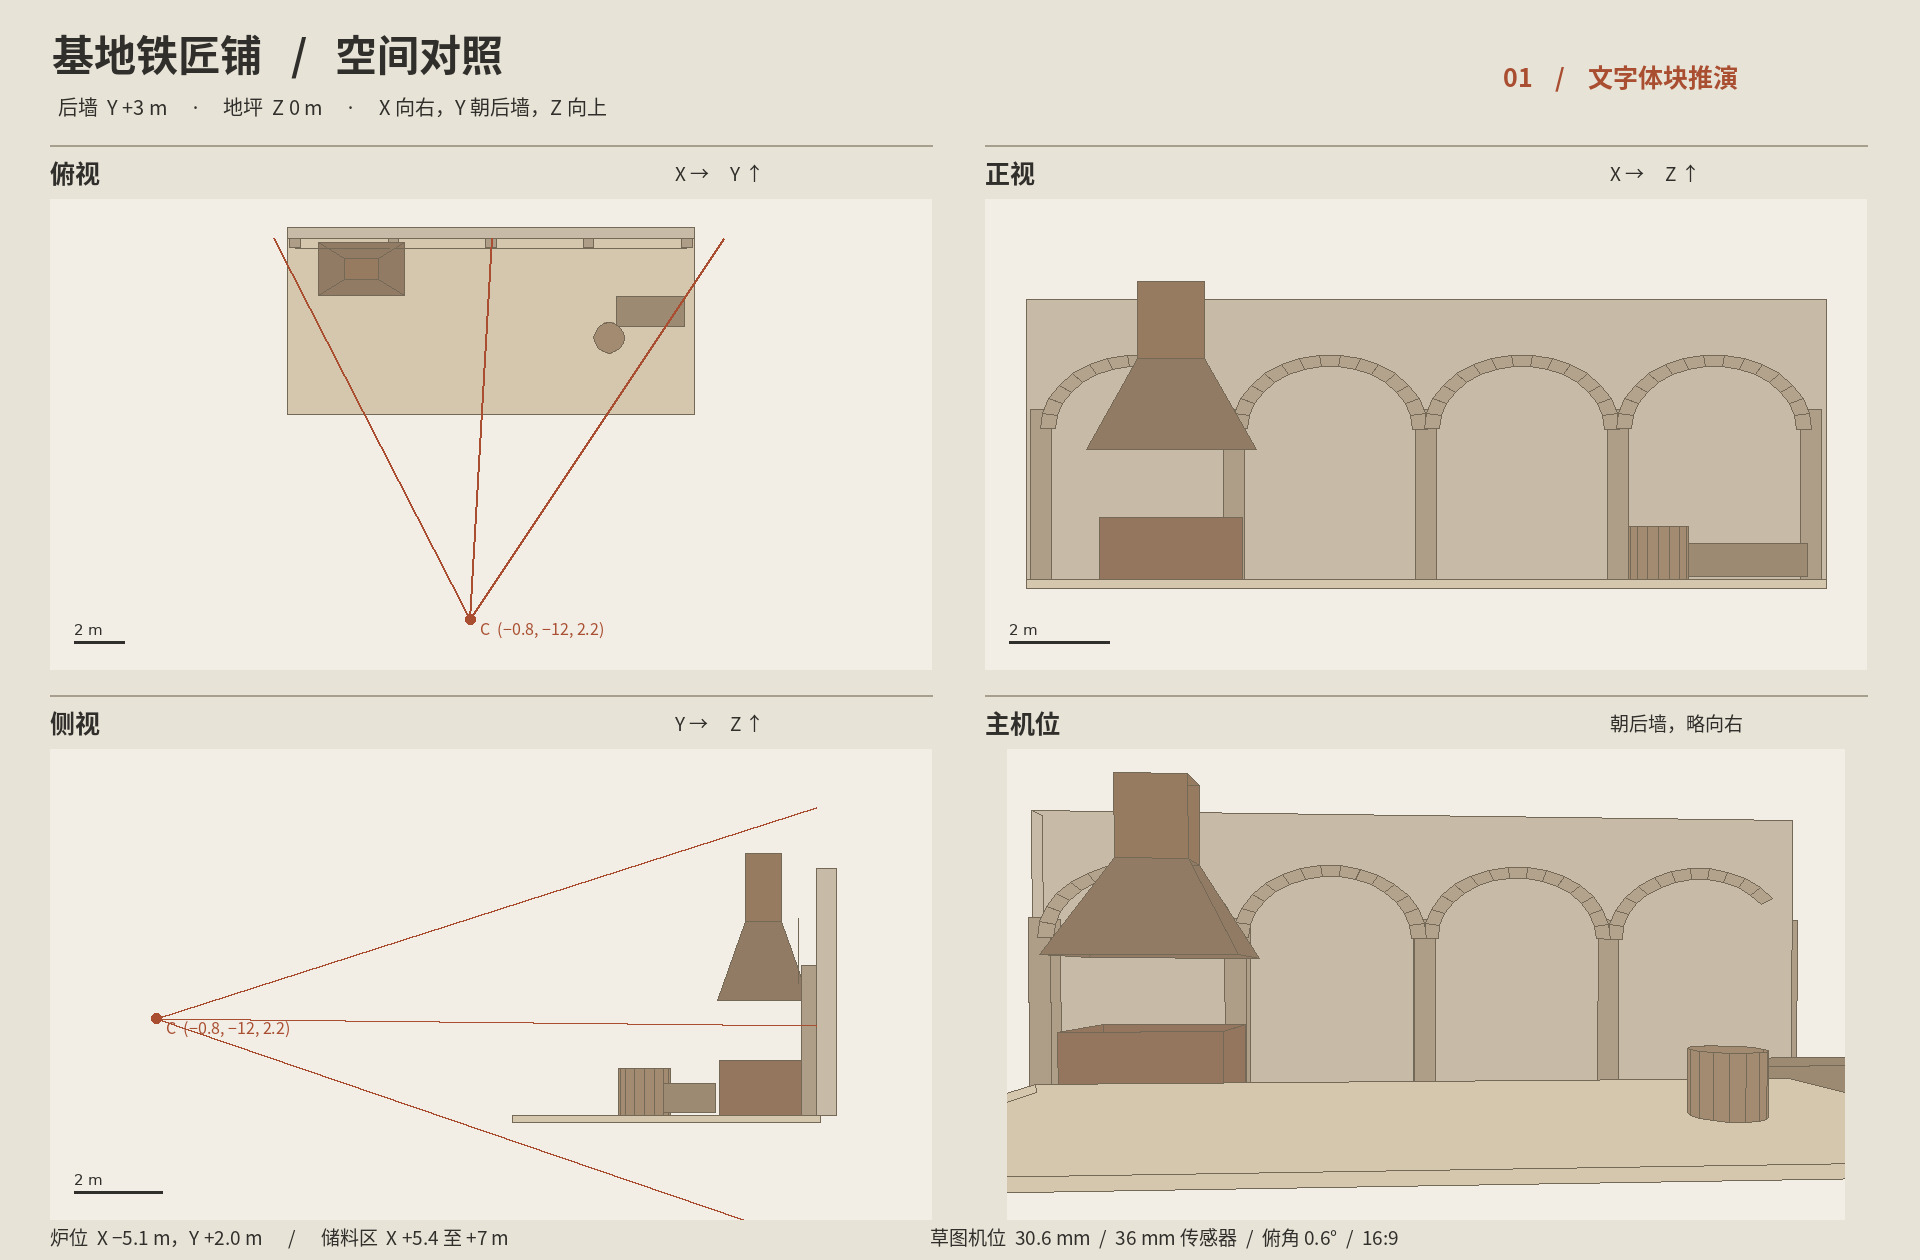 基地铁匠铺 / 空间对照
01 / 文字体块推演
后墙 Y +3 m · 地坪 Z 0 m · X 向右，Y 朝后墙，Z 向上
俯视 X→ Y ↑
正视 X→ Z ↑
C (−0.8, −12, 2.2)
2 m
2 m
侧视 Y→ Z ↑
主机位 朝后墙，略向右
C (−0.8, −12, 2.2)
2 m
炉位 X −5.1 m，Y +2.0 m / 储料区 X +5.4 至 +7 m
草图机位 30.6 mm / 36 mm 传感器 / 俯角 0.6° / 16:9